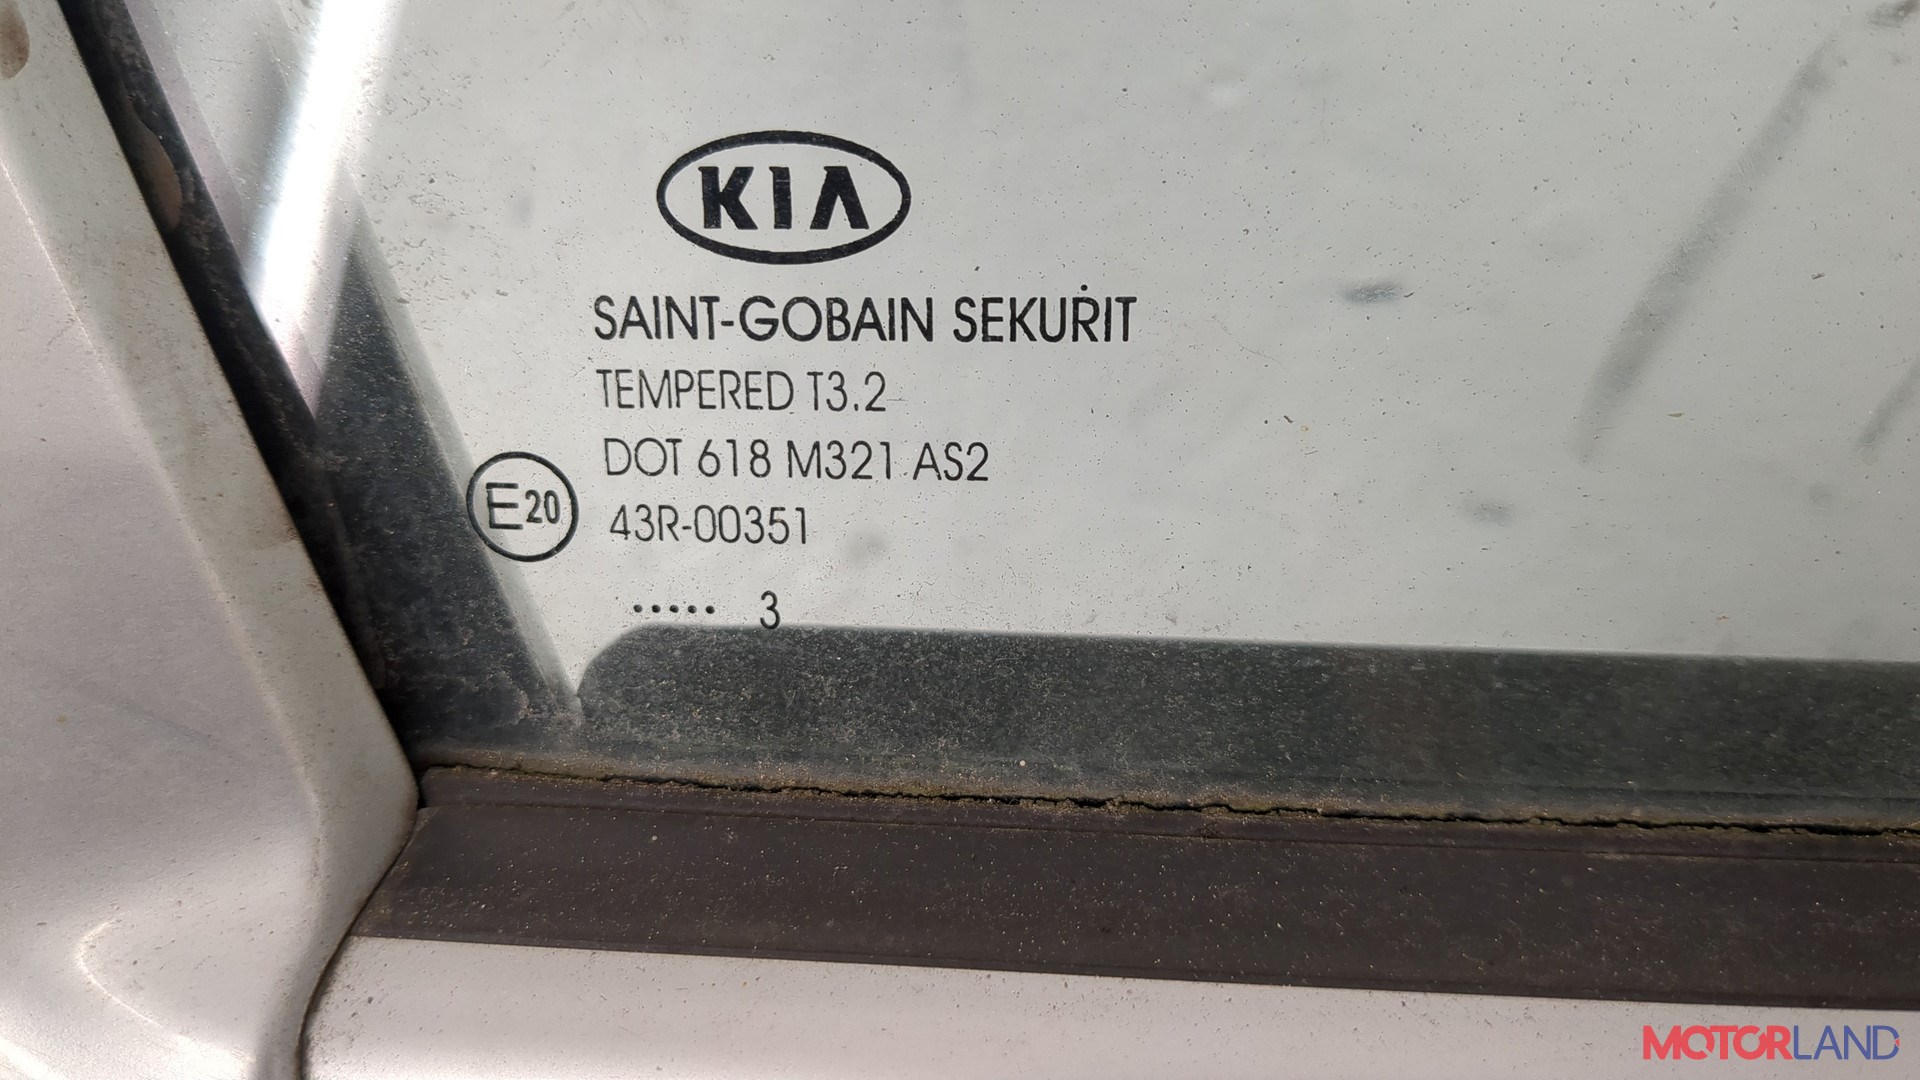 KIA
SAINT-GOBAIN SEKURIT
TEMPERED T3.2
DOT 618 M321 AS2
E20 43R-00351
..... 3
MOTORLAND